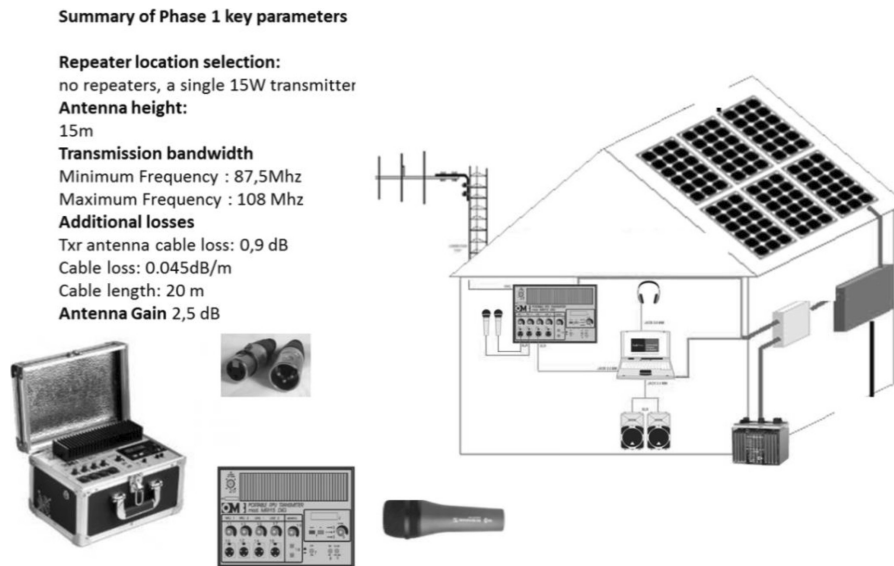 Summary of Phase 1 key parameters
Repeater location selection:
no repeaters, a single 15W transmitter
Antenna height:
15m
Transmission bandwidth
Minimum Frequency : 87,5Mhz
Maximum Frequency : 108 Mhz
Additional losses
Txr antenna cable loss: 0,9 dB
Cable loss: 0.045dB/m
Cable length: 20 m
Antenna Gain 2,5 dB
OM
OM